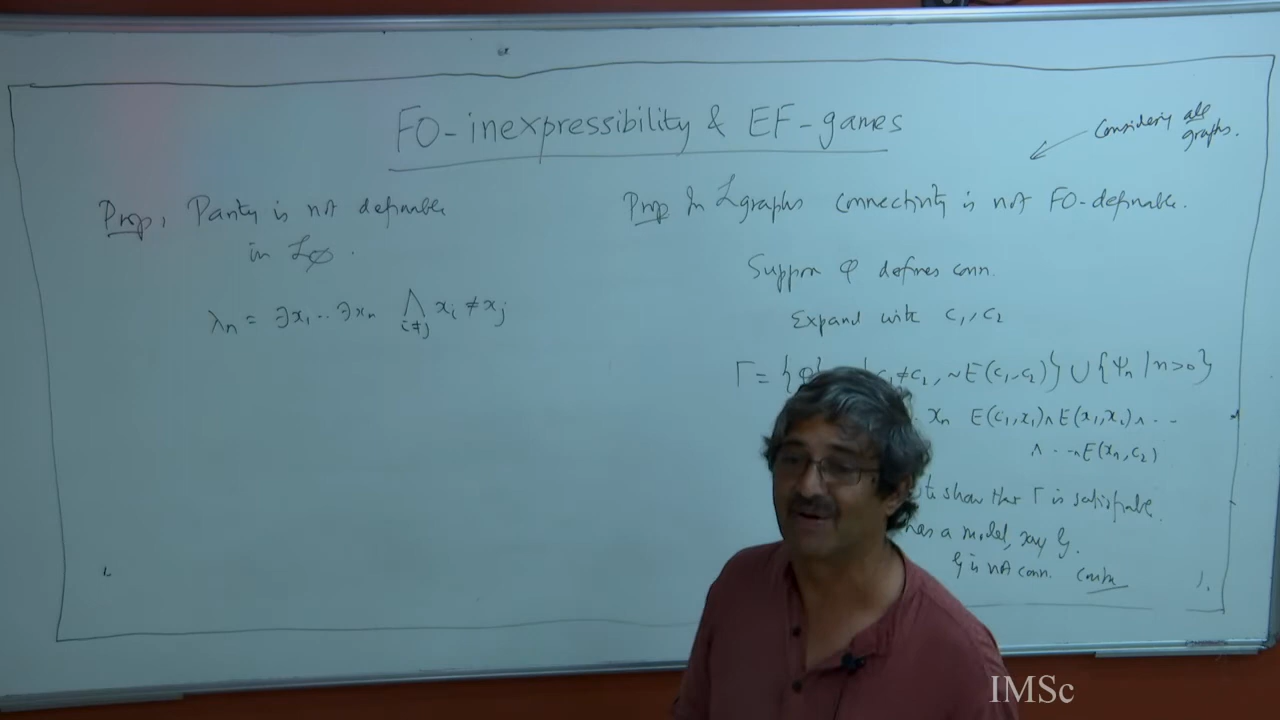 FO-inexpressibility & EF-games
Considering all
graphs.
Prop. Parity is not definable
in L∅.
λn = ∃x1 .. ∃xn ⋀i≠j xi ≠ xj
Prop In Lgraphs connectivity is not FO-definable.
Suppose φ defines conn.
Expand with c1, c2
Γ = {φ} c1 ≠ c2, ~E(c1, c2)} ∪ {Ψn | n>0}
xn E(c1, x1) ∧ E(x1, x2) ∧ - -
∧ - - ∧ E(xn, c2)
show that Γ is satisfiable.
has a model, say G.
G is not conn.
IMSc